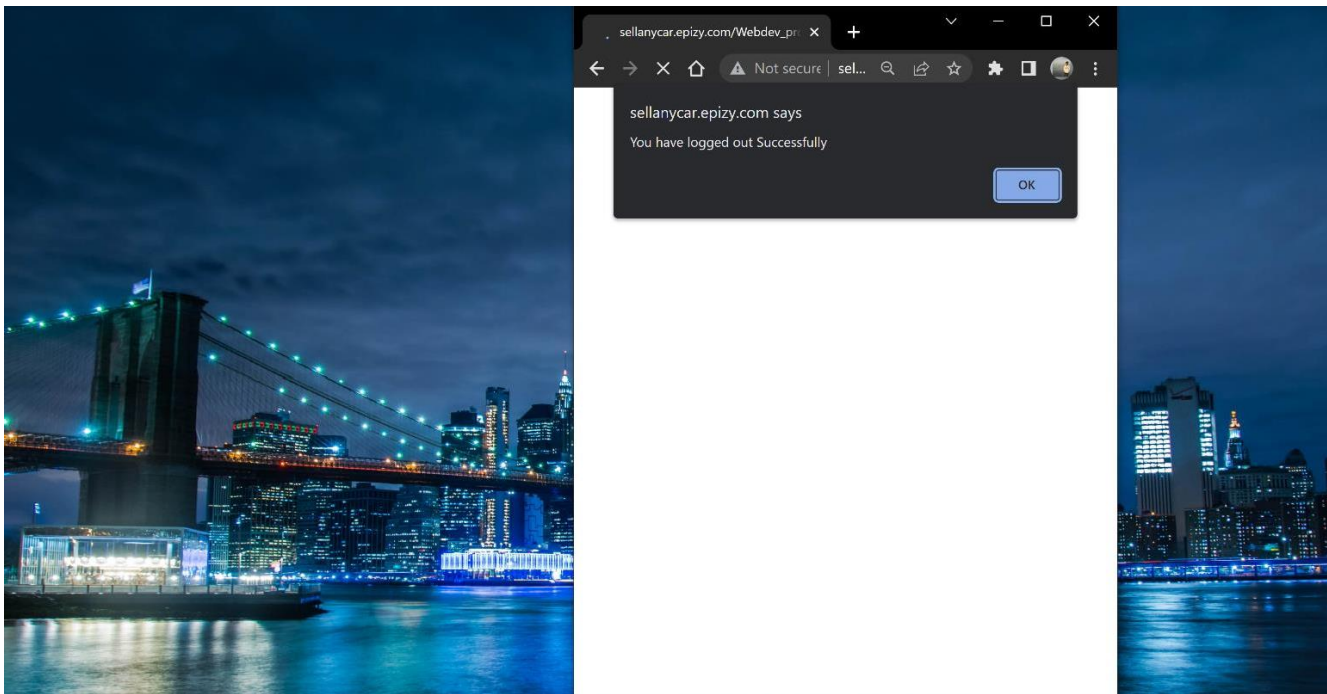 sellanycar.epizy.com/Webdev_pr
Not secure | sel...
sellanycar.epizy.com says
You have logged out Successfully
OK